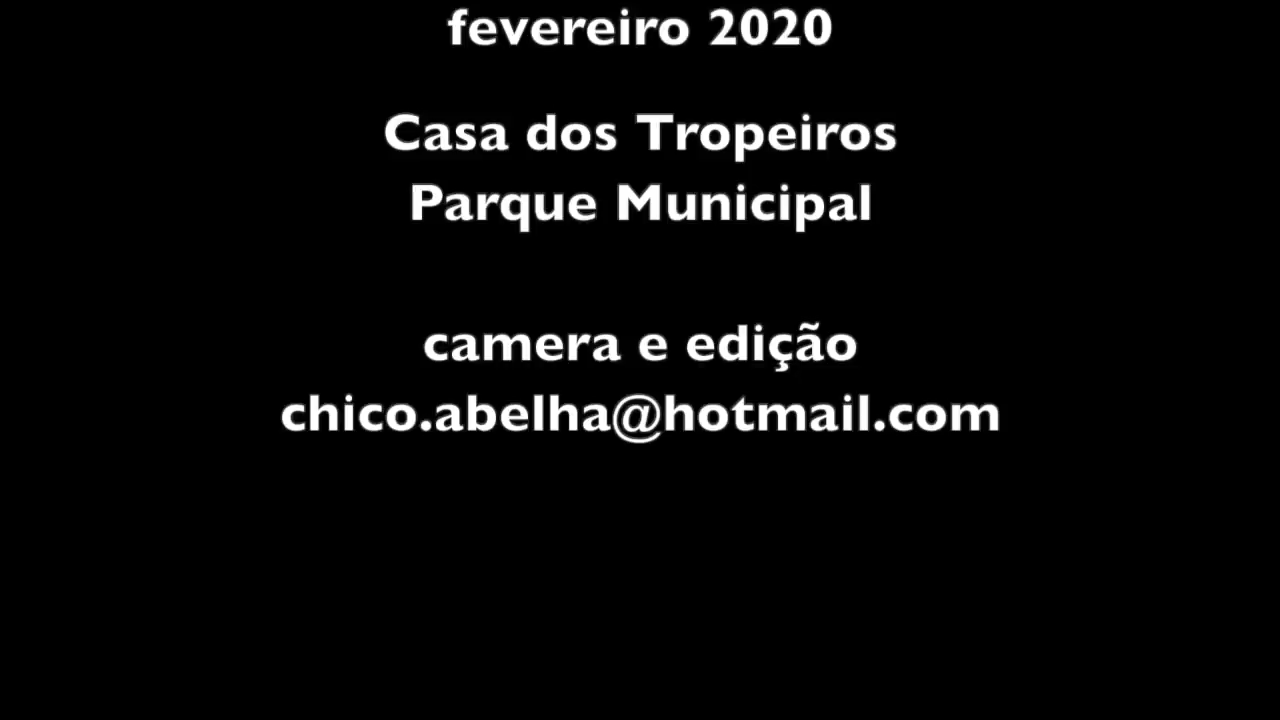 fevereiro 2020
Casa dos Tropeiros
Parque Municipal
camera e edição
chico.abelha@hotmail.com